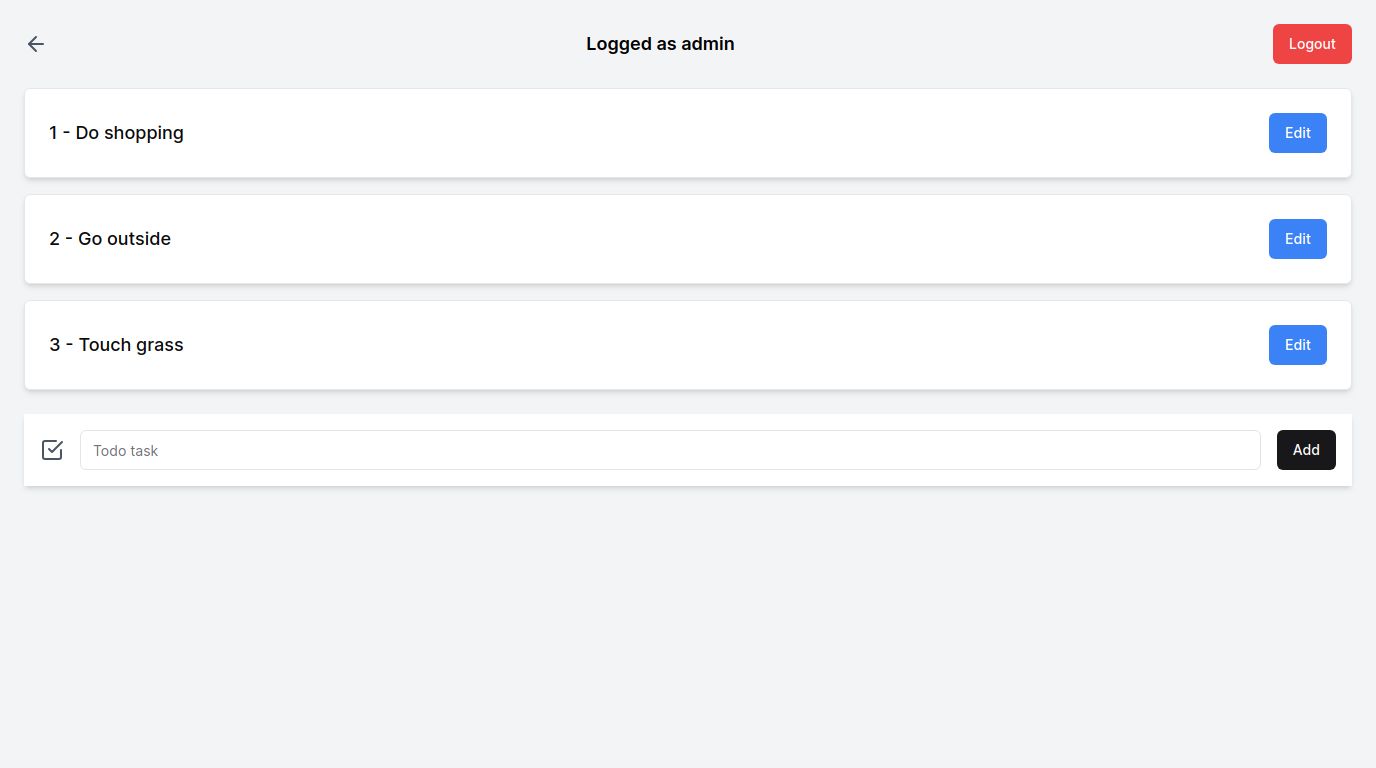 Logged as admin
Logout
1 - Do shopping
Edit
2 - Go outside
Edit
3 - Touch grass
Edit
Todo task
Add